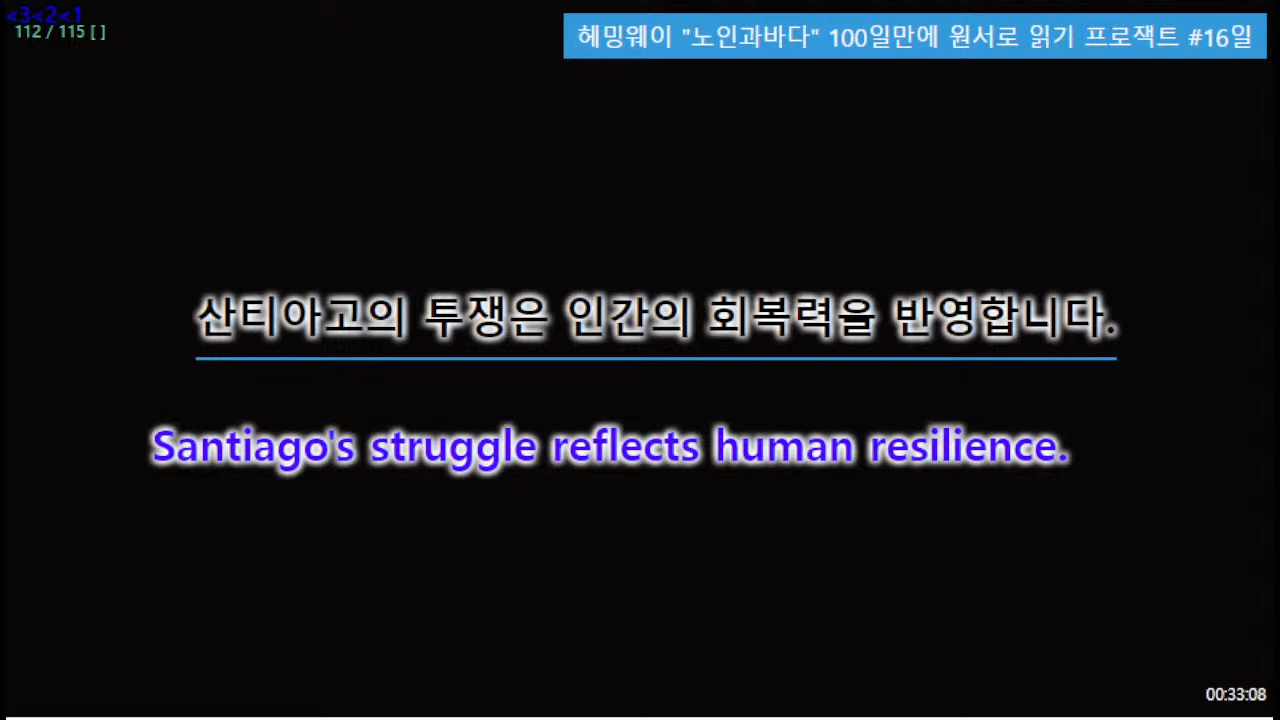 <3<2<1
112 / 115 [ ]
헤밍웨이 "노인과바다" 100일만에 원서로 읽기 프로잭트 #16일
산티아고의 투쟁은 인간의 회복력을 반영합니다.
Santiago's struggle reflects human resilience.
00:33:08